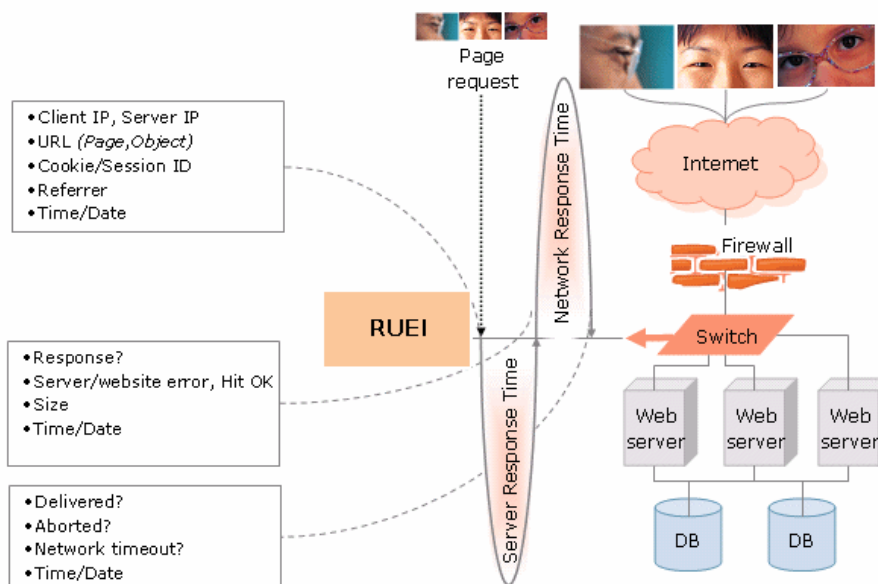 Page
request
• Client IP, Server IP
• URL (Page,Object)
• Cookie/Session ID
• Referrer
• Time/Date
Network Response Time
Internet
Firewall
RUEI
Switch
• Response?
• Server/website error, Hit OK
• Size
• Time/Date
Server Response Time
Web
server
Web
server
Web
server
• Delivered?
• Aborted?
• Network timeout?
• Time/Date
DB
DB